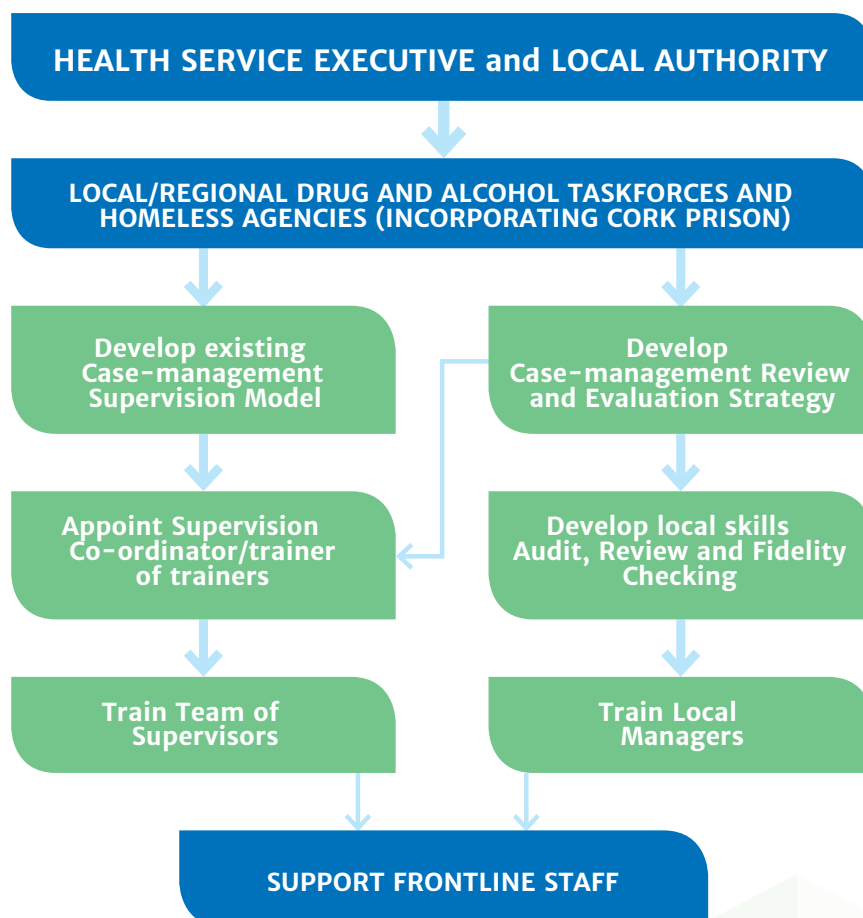 HEALTH SERVICE EXECUTIVE and LOCAL AUTHORITY
LOCAL/REGIONAL DRUG AND ALCOHOL TASKFORCES AND
HOMELESS AGENCIES (INCORPORATING CORK PRISON)
Develop existing
Case-management
Supervision Model
Develop
Case-management Review
and Evaluation Strategy
Appoint Supervision
Co-ordinator/trainer
of trainers
Develop local skills
Audit, Review and Fidelity
Checking
Train Team of
Supervisors
Train Local
Managers
SUPPORT FRONTLINE STAFF